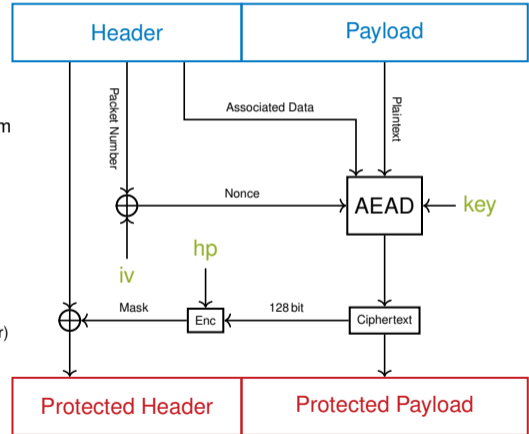 Header
Payload
m
Packet Number
Associated Data
Plaintext
Nonce
AEAD
key
iv
hp
Mask
Enc
128 bit
Ciphertext
r)
Protected Header
Protected Payload